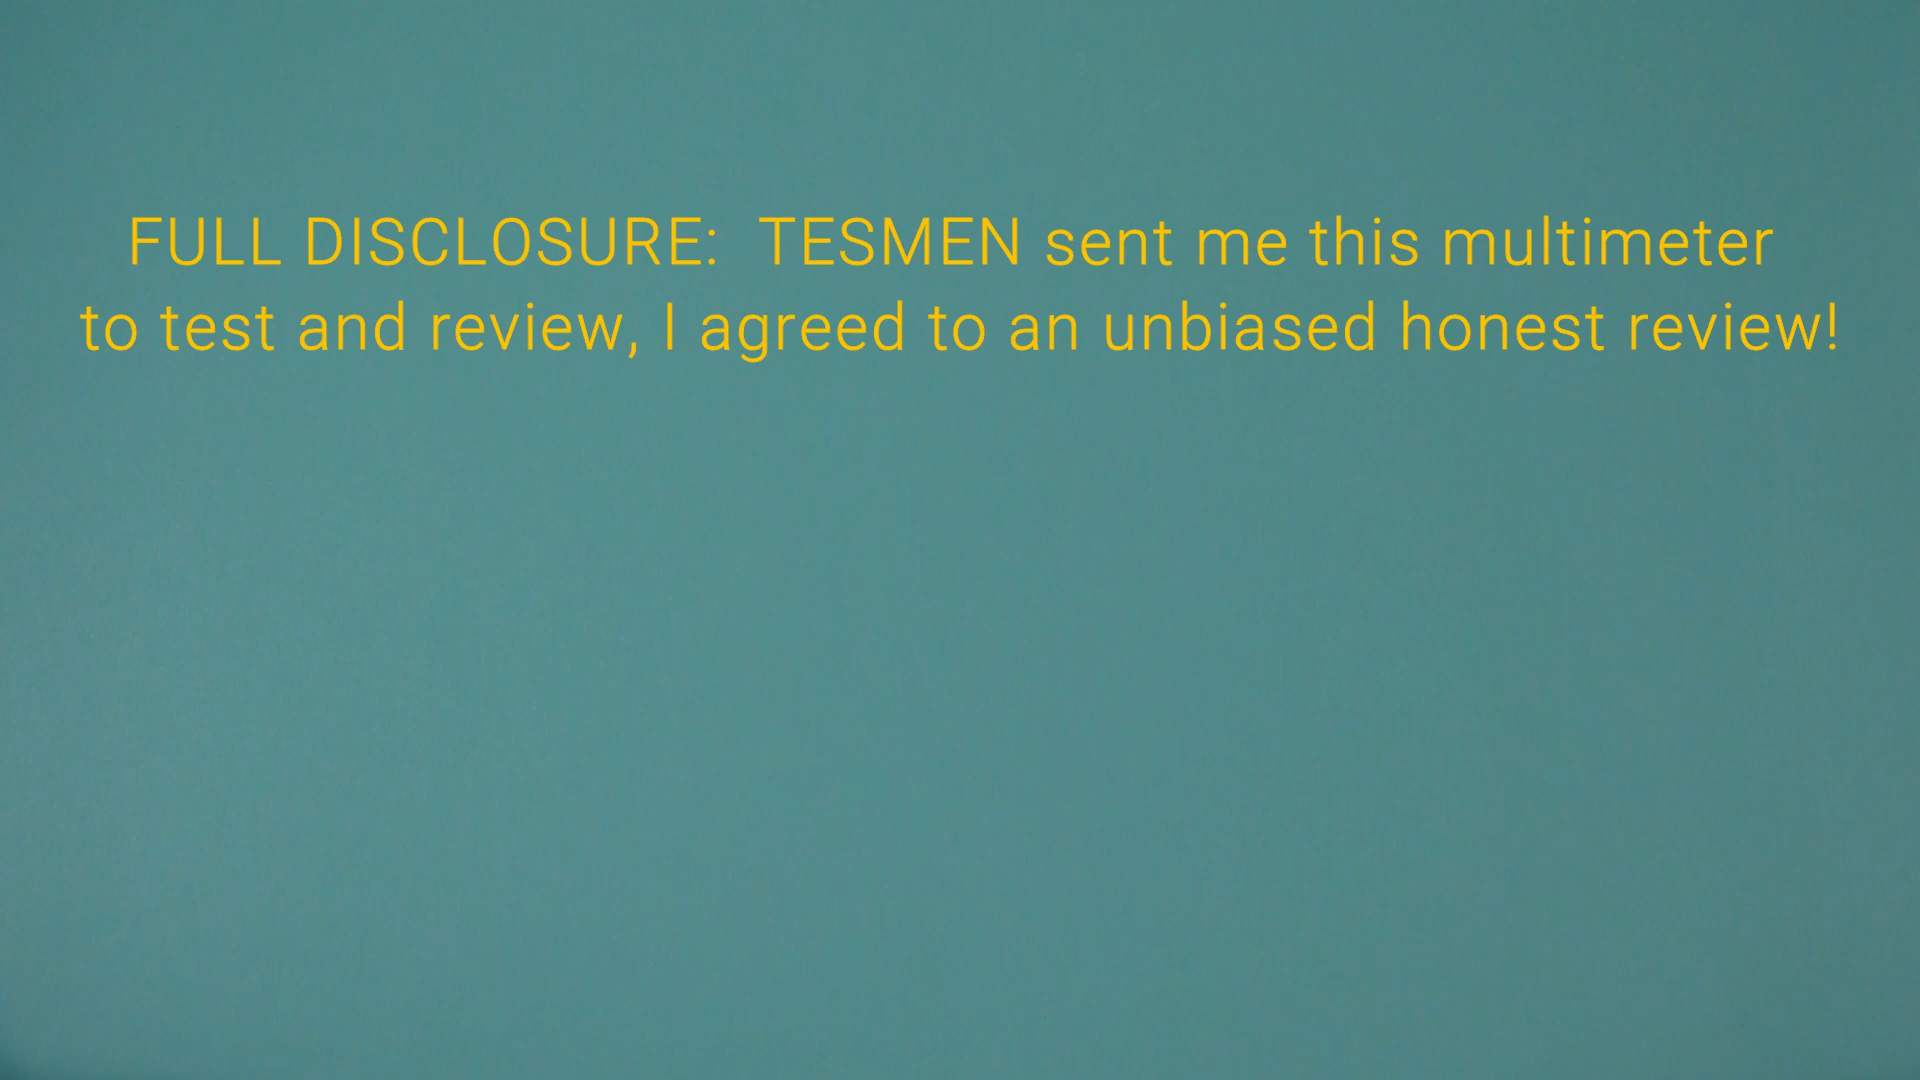 FULL DISCLOSURE:  TESMEN sent me this multimeter
to test and review, I agreed to an unbiased honest review!